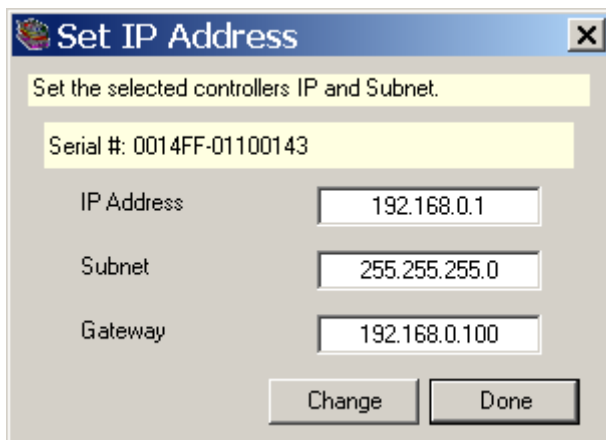 Set IP Address
Set the selected controllers IP and Subnet.
Serial #: 0014FF-01100143
IP Address 192.168.0.1
Subnet 255.255.255.0
Gateway 192.168.0.100
Change Done